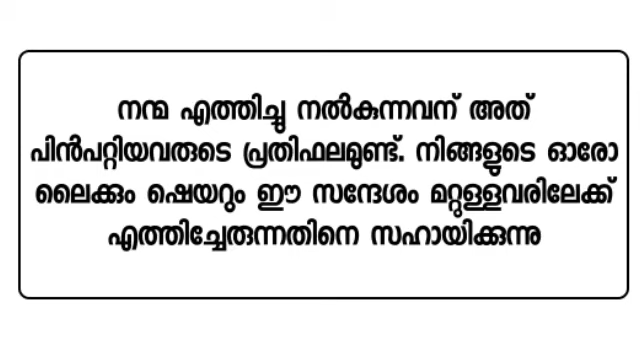 നന്മ എത്തിച്ചു നൽകുന്നവന് അത്
പിൻപറ്റിയവരുടെ പ്രതിഫലമുണ്ട്. നിങ്ങളുടെ ഓരോ
ലൈക്കും ഷെയറും ഈ സന്ദേശം മറ്റുള്ളവരിലേക്ക്
എത്തിച്ചേരുന്നതിനെ സഹായിക്കുന്നു